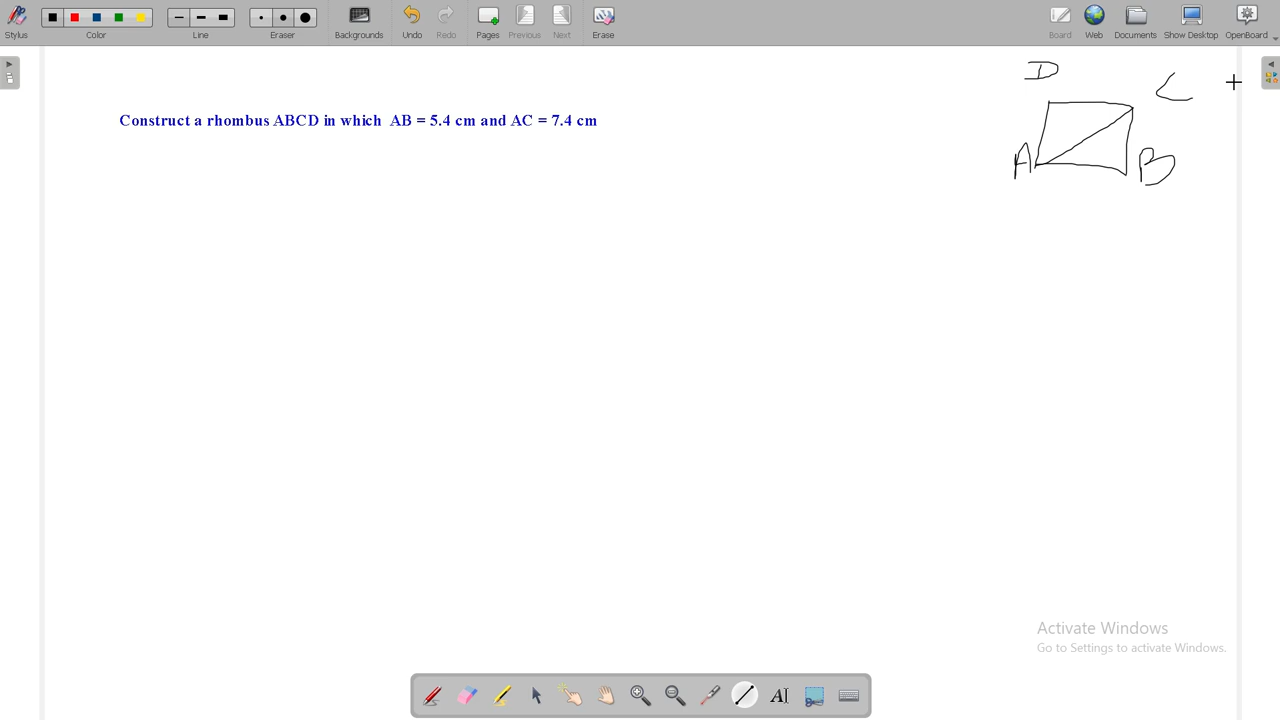 Stylus Color Line Eraser Backgrounds Undo Redo Pages Previous Next Erase Board Web Documents Show Desktop OpenBoard
D
C
Construct a rhombus ABCD in which AB = 5.4 cm and AC = 7.4 cm
A B
Activate Windows
Go to Settings to activate Windows.
AI